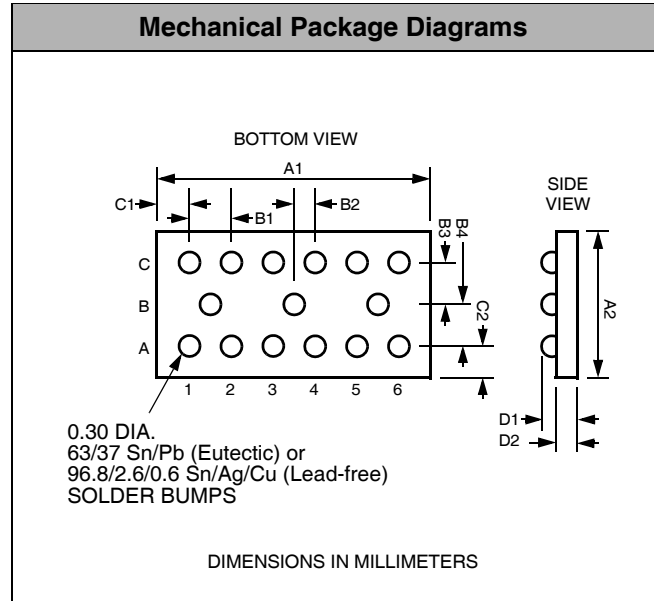 Mechanical Package Diagrams
BOTTOM VIEW
A1
SIDE
VIEW
C1
B1
B2
B3
B4
C
B
A
C2
A2
1 2 3 4 5 6
D1
D2
0.30 DIA.
63/37 Sn/Pb (Eutectic) or
96.8/2.6/0.6 Sn/Ag/Cu (Lead-free)
SOLDER BUMPS
DIMENSIONS IN MILLIMETERS